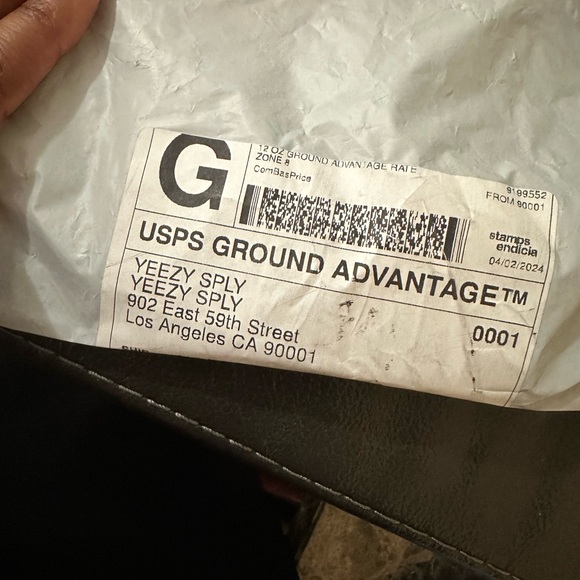 G
12 OZ GROUND ADVANTAGE RATE
ZONE 8
ComBasPrice
9199552
FROM 90001
stamps
endicia
04/02/2024
USPS GROUND ADVANTAGE™
YEEZY SPLY
YEEZY SPLY
902 East 59th Street
Los Angeles CA 90001
0001